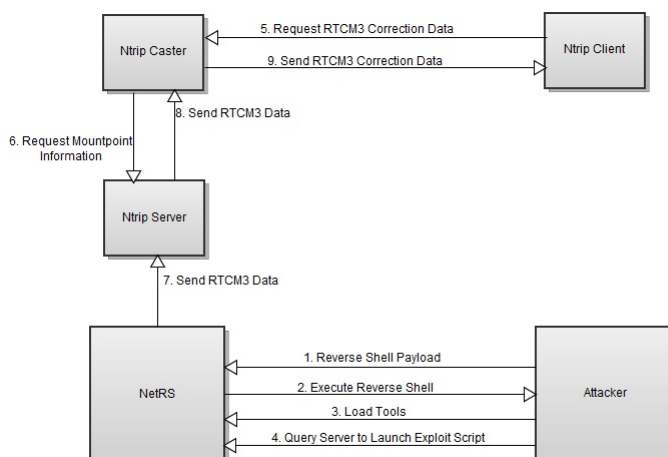 5. Request RTCM3 Correction Data
Ntrip Caster
Ntrip Client
9. Send RTCM3 Correction Data
8. Send RTCM3 Data
6. Request Mountpoint
Information
Ntrip Server
7. Send RTCM3 Data
1. Reverse Shell Payload
2. Execute Reverse Shell
NetRS
Attacker
3. Load Tools
4. Query Server to Launch Exploit Script